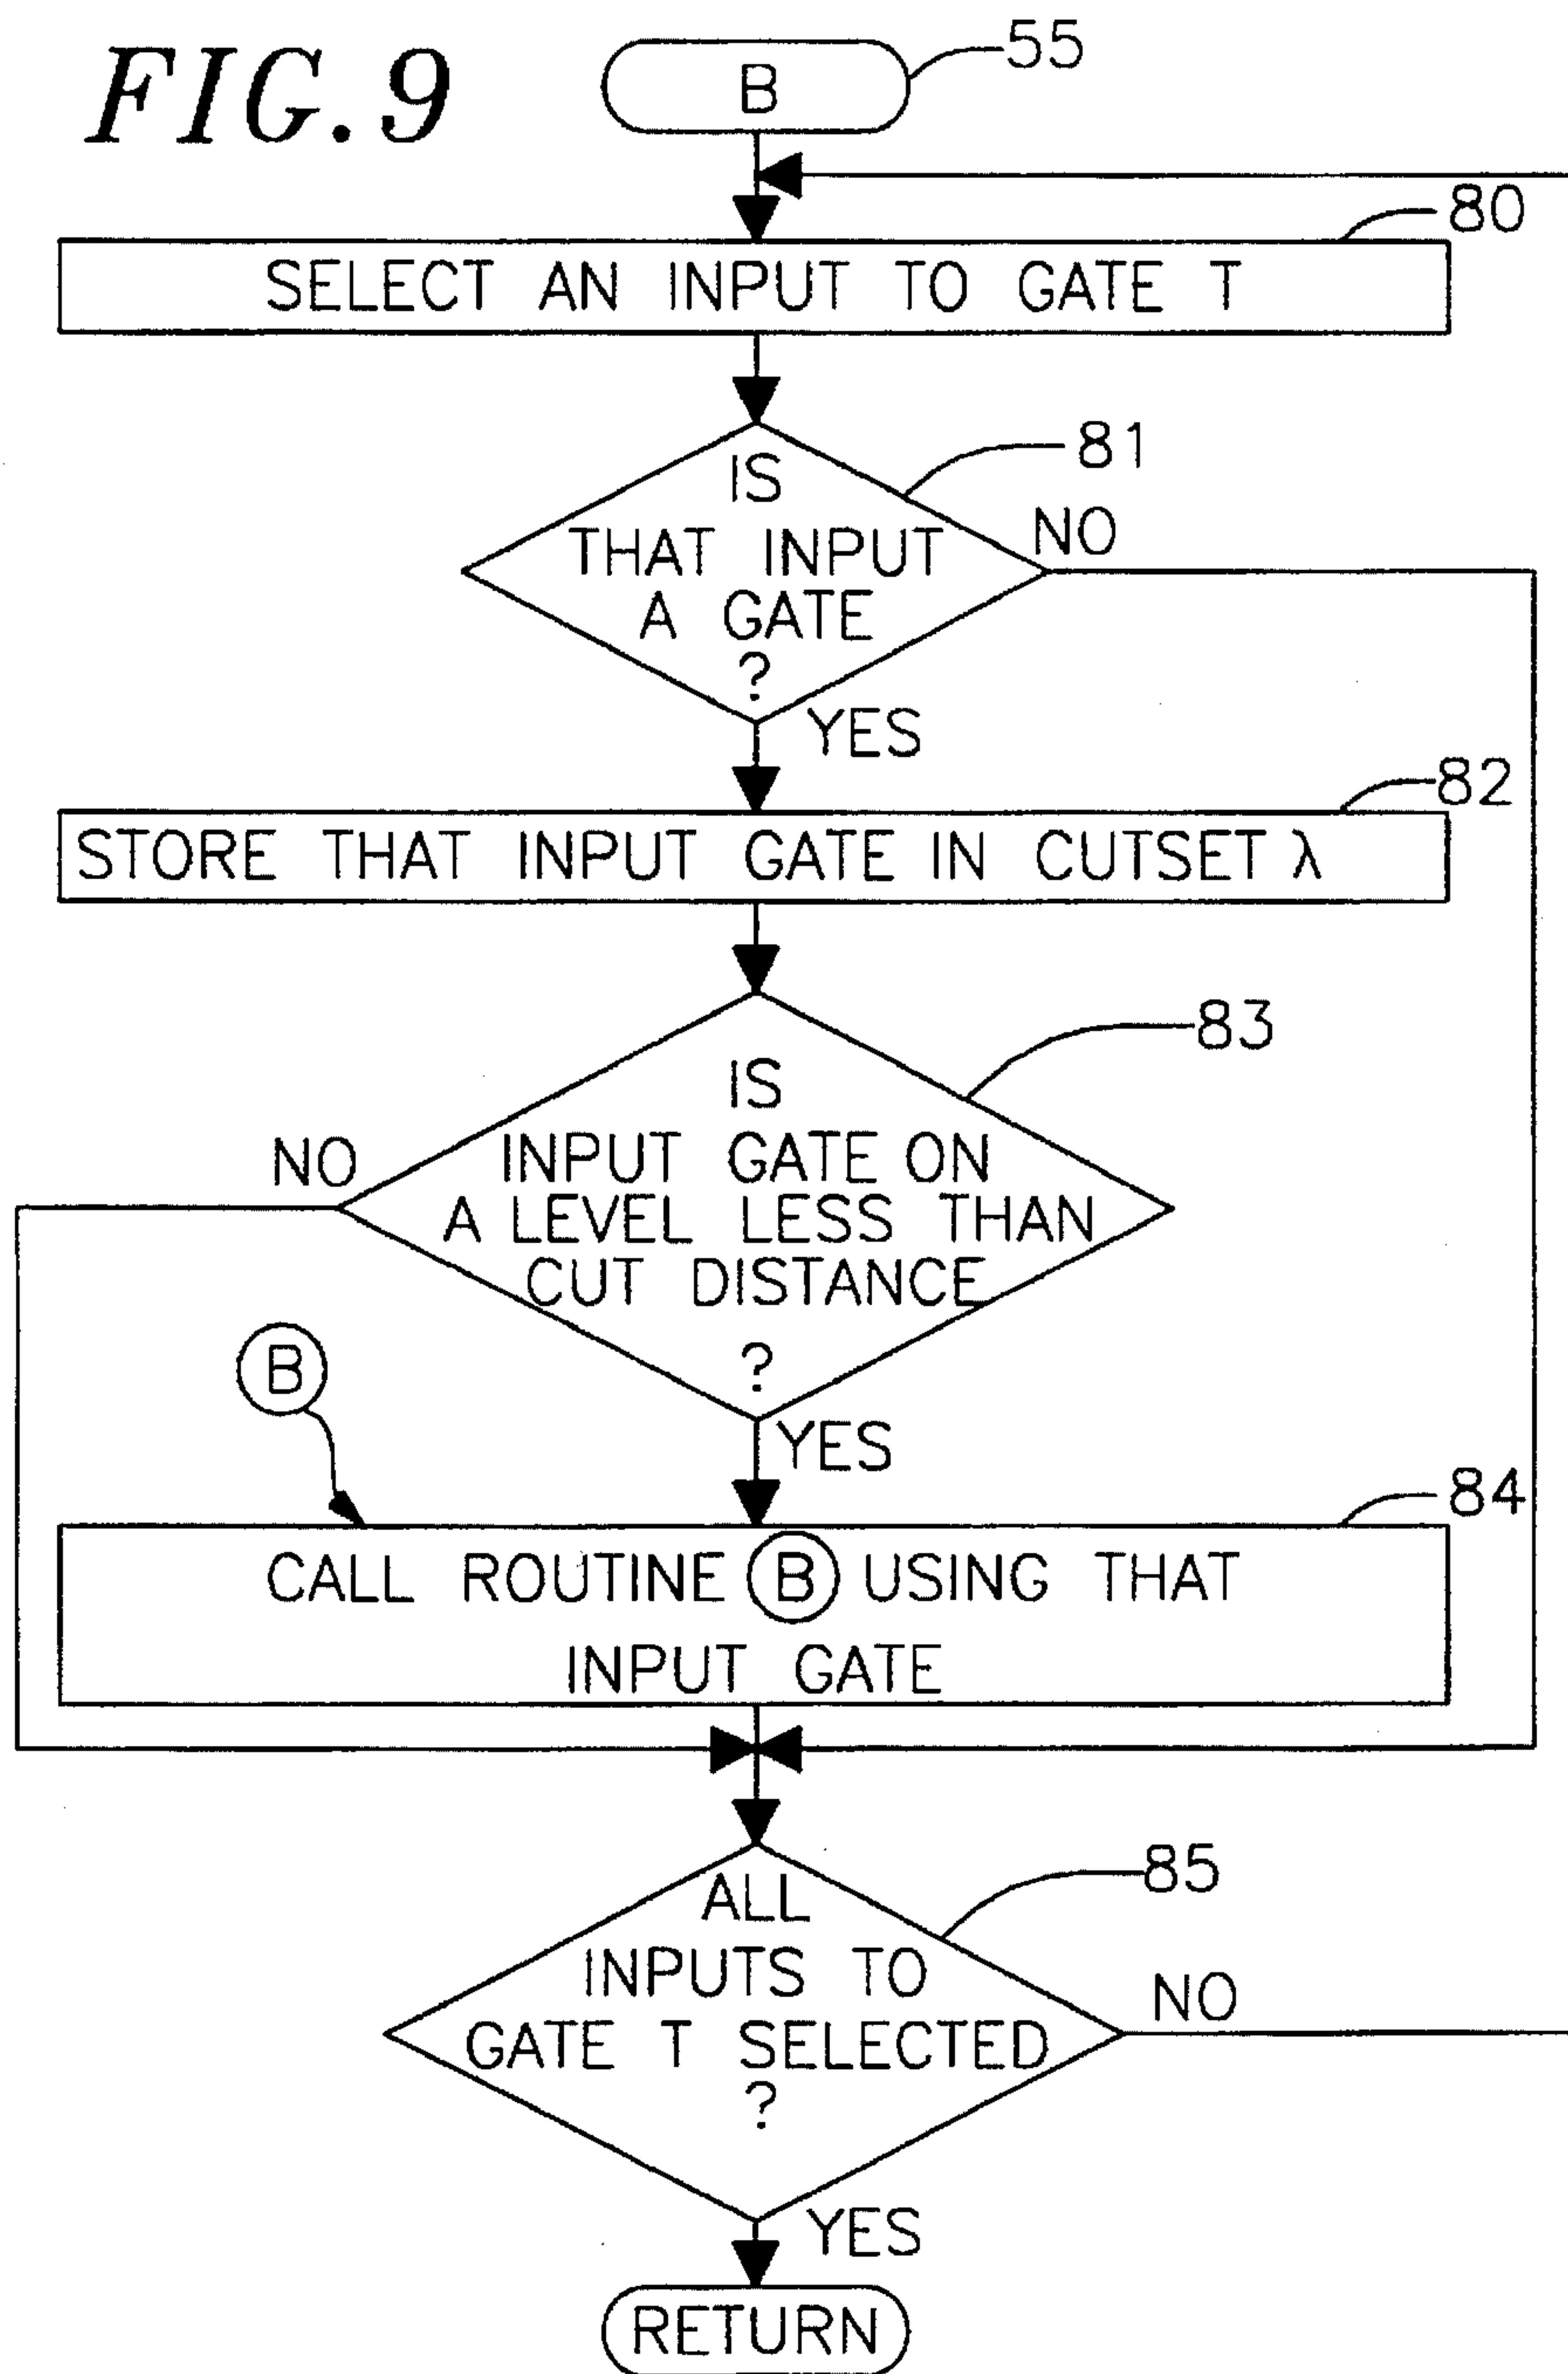 FIG. 9
B
55
80
SELECT AN INPUT TO GATE T
81
IS
THAT INPUT
A GATE
?
NO
YES
82
STORE THAT INPUT GATE IN CUTSET λ
83
IS
INPUT GATE ON
A LEVEL LESS THAN
CUT DISTANCE
?
NO
B
YES
84
CALL ROUTINE B USING THAT
INPUT GATE
85
ALL
INPUTS TO
GATE T SELECTED
?
NO
YES
RETURN